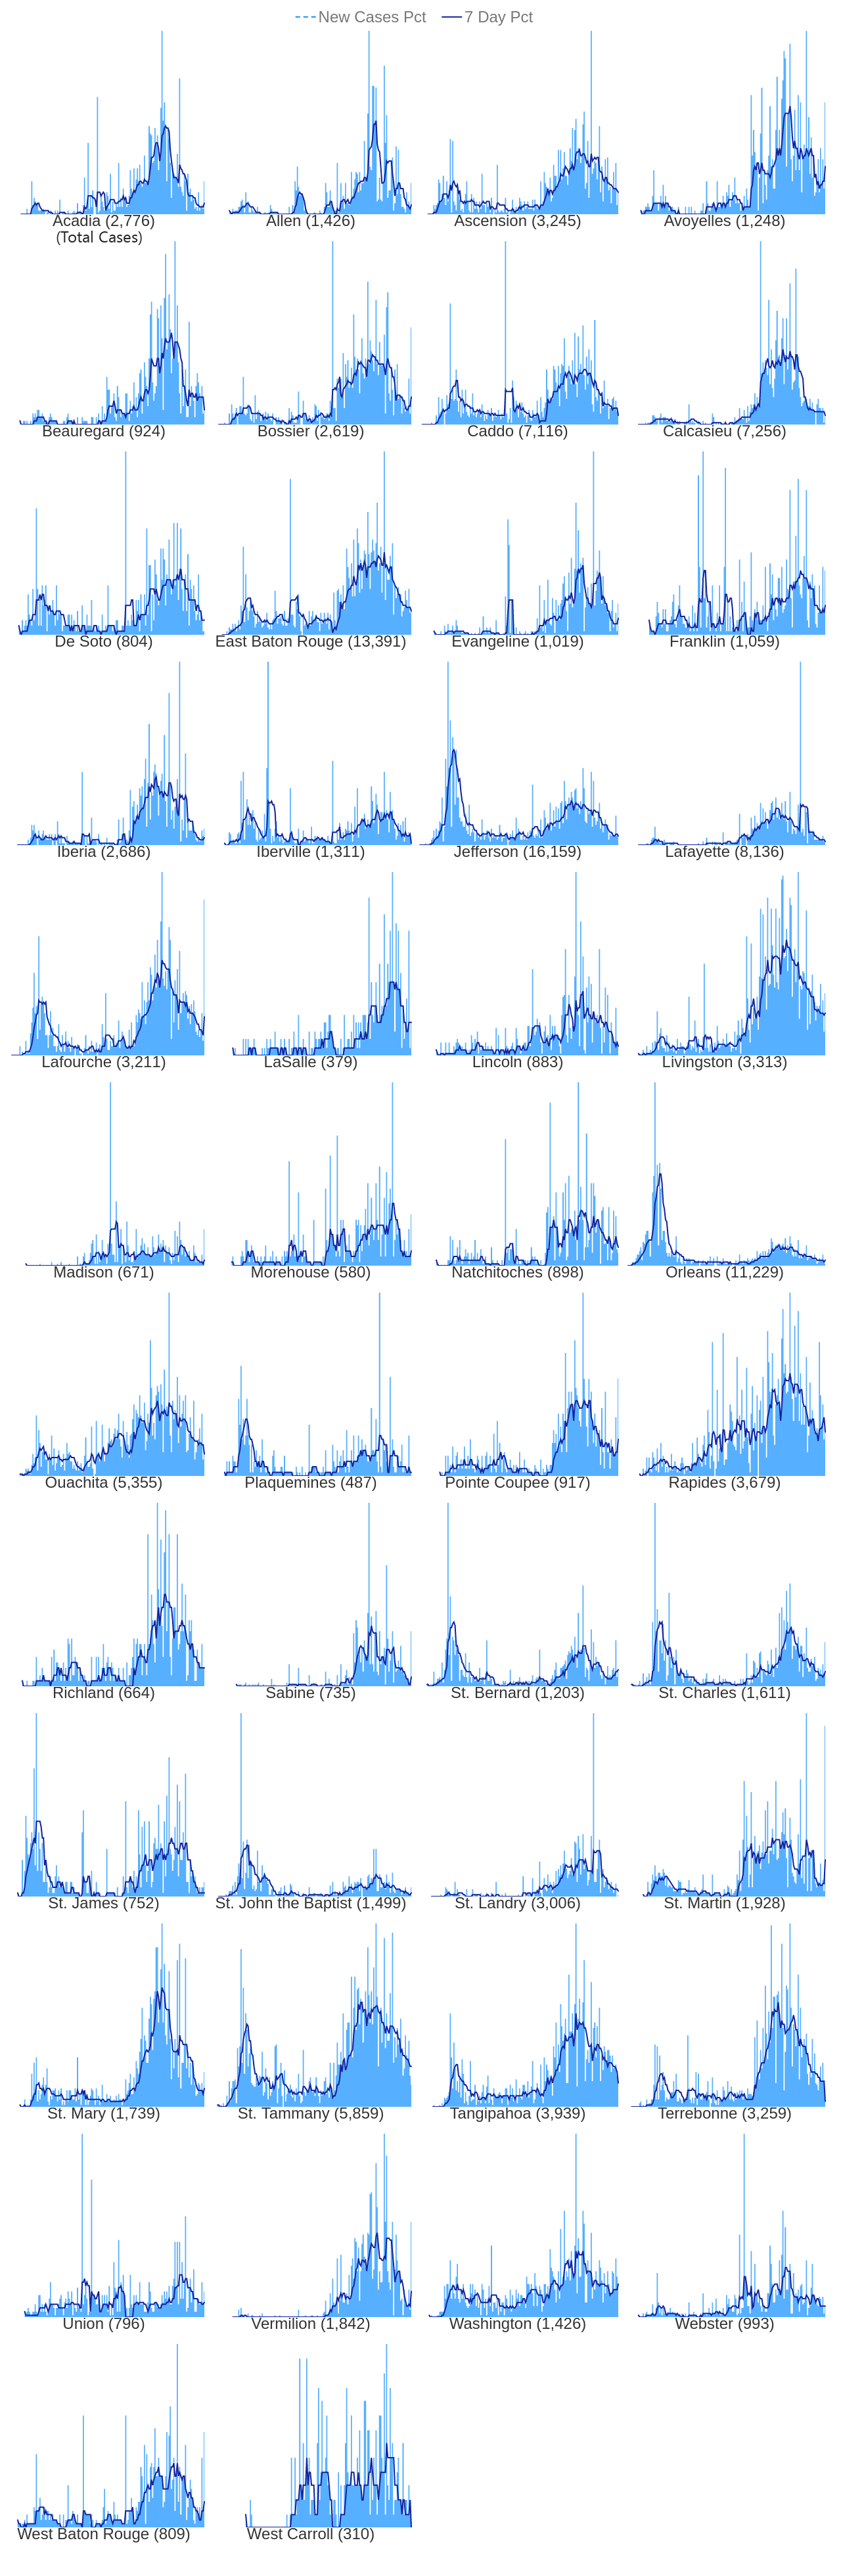 New Cases Pct 7 Day Pct
Acadia (2,776) Allen (1,426) Ascension (3,245) Avoyelles (1,248)
(Total Cases)
Beauregard (924) Bossier (2,619) Caddo (7,116) Calcasieu (7,256)
De Soto (804) East Baton Rouge (13,391) Evangeline (1,019) Franklin (1,059)
Iberia (2,686) Iberville (1,311) Jefferson (16,159) Lafayette (8,136)
Lafourche (3,211) LaSalle (379) Lincoln (883) Livingston (3,313)
Madison (671) Morehouse (580) Natchitoches (898) Orleans (11,229)
Ouachita (5,355) Plaquemines (487) Pointe Coupee (917) Rapides (3,679)
Richland (664) Sabine (735) St. Bernard (1,203) St. Charles (1,611)
St. James (752) St. John the Baptist (1,499) St. Landry (3,006) St. Martin (1,928)
St. Mary (1,739) St. Tammany (5,859) Tangipahoa (3,939) Terrebonne (3,259)
Union (796) Vermilion (1,842) Washington (1,426) Webster (993)
West Baton Rouge (809) West Carroll (310)